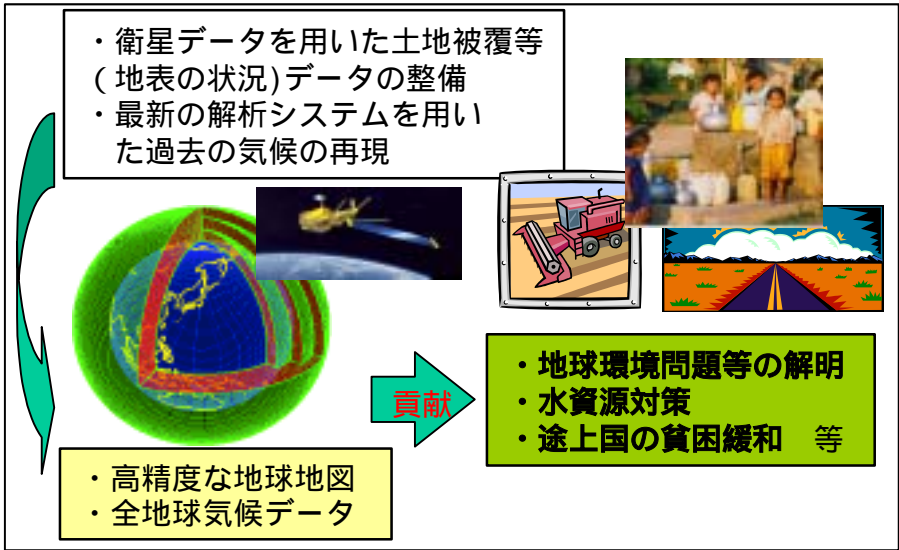 ・衛星データを用いた土地被覆等
(地表の状況)データの整備
・最新の解析システムを用い
た過去の気候の再現
貢献
・地球環境問題等の解明
・水資源対策
・途上国の貧困緩和　等
・高精度な地球地図
・全地球気候データ